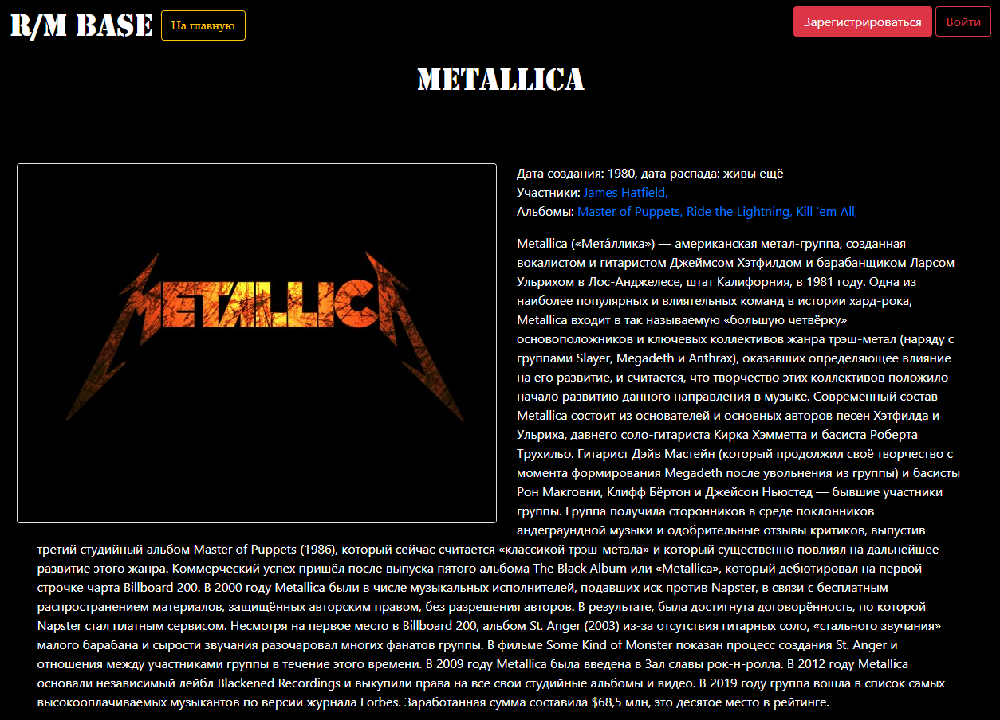 R/M BASE
На главную
Зарегистрироваться
Войти
METALLICA
METALLICA
Дата создания: 1980, дата распада: живы ещё
Участники: James Hatfield,
Альбомы: Master of Puppets, Ride the Lightning, Kill 'em All,
Metallica («Мета́ллика») — американская метал-группа, созданная
вокалистом и гитаристом Джеймсом Хэтфилдом и барабанщиком Ларсом
Ульрихом в Лос-Анджелесе, штат Калифорния, в 1981 году. Одна из
наиболее популярных и влиятельных команд в истории хард-рока,
Metallica входит в так называемую «большую четвёрку»
основоположников и ключевых коллективов жанра трэш-метал (наряду с
группами Slayer, Megadeth и Anthrax), оказавших определяющее влияние
на его развитие, и считается, что творчество этих коллективов положило
начало развитию данного направления в музыке. Современный состав
Metallica состоит из основателей и основных авторов песен Хэтфилда и
Ульриха, давнего соло-гитариста Кирка Хэмметта и басиста Роберта
Трухильо. Гитарист Дэйв Мастейн (который продолжил своё творчество с
момента формирования Megadeth после увольнения из группы) и басисты
Рон Макговни, Клифф Бёртон и Джейсон Ньюстед — бывшие участники
группы. Группа получила сторонников в среде поклонников
андеграундной музыки и одобрительные отзывы критиков, выпустив
третий студийный альбом Master of Puppets (1986), который сейчас считается «классикой трэш-метала» и который существенно повлиял на дальнейшее
развитие этого жанра. Коммерческий успех пришёл после выпуска пятого альбома The Black Album или «Metallica», который дебютировал на первой
строчке чарта Billboard 200. В 2000 году Metallica были в числе музыкальных исполнителей, подавших иск против Napster, в связи с бесплатным
распространением материалов, защищённых авторским правом, без разрешения авторов. В результате, была достигнута договорённость, по которой
Napster стал платным сервисом. Несмотря на первое место в Billboard 200, альбом St. Anger (2003) из-за отсутствия гитарных соло, «стального звучания»
малого барабана и сырости звучания разочаровал многих фанатов группы. В фильме Some Kind of Monster показан процесс создания St. Anger и
отношения между участниками группы в течение этого времени. В 2009 году Metallica была введена в Зал славы рок-н-ролла. В 2012 году Metallica
основали независимый лейбл Blackened Recordings и выкупили права на все свои студийные альбомы и видео. В 2019 году группа вошла в список самых
высокооплачиваемых музыкантов по версии журнала Forbes. Заработанная сумма составила $68,5 млн, это десятое место в рейтинге.